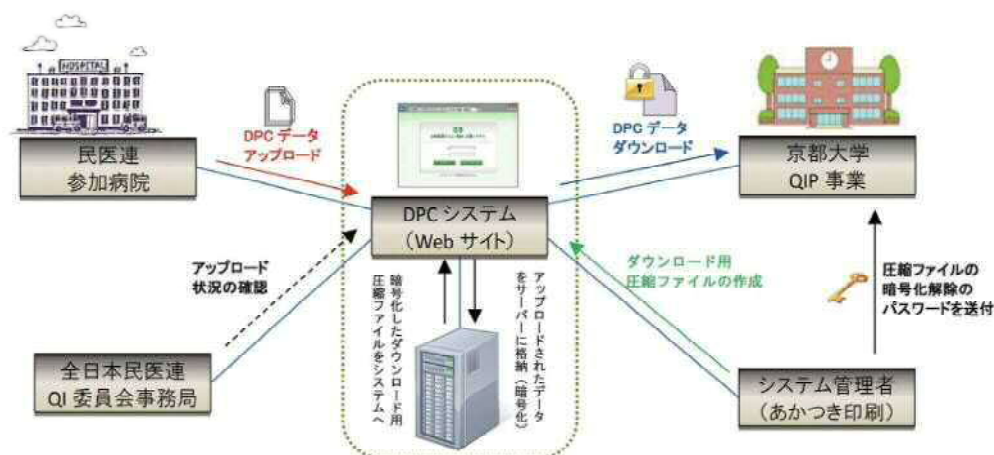 HOSPITAL
DPC データ
アップロード
DPC データ
ダウンロード
民医連
参加病院
京都大学
QIP 事業
DPC システム
（Web サイト）
アップロード
状況の確認
ダウンロード用
圧縮ファイルの作成
圧縮ファイルの
暗号化解除の
パスワードを送付
暗号化したダウンロード用
圧縮ファイルをシステムへ
アップロードされたデータ
をサーバーに格納（暗号化）
全日本民医連
QI 委員会事務局
システム管理者
（あかつき印刷）